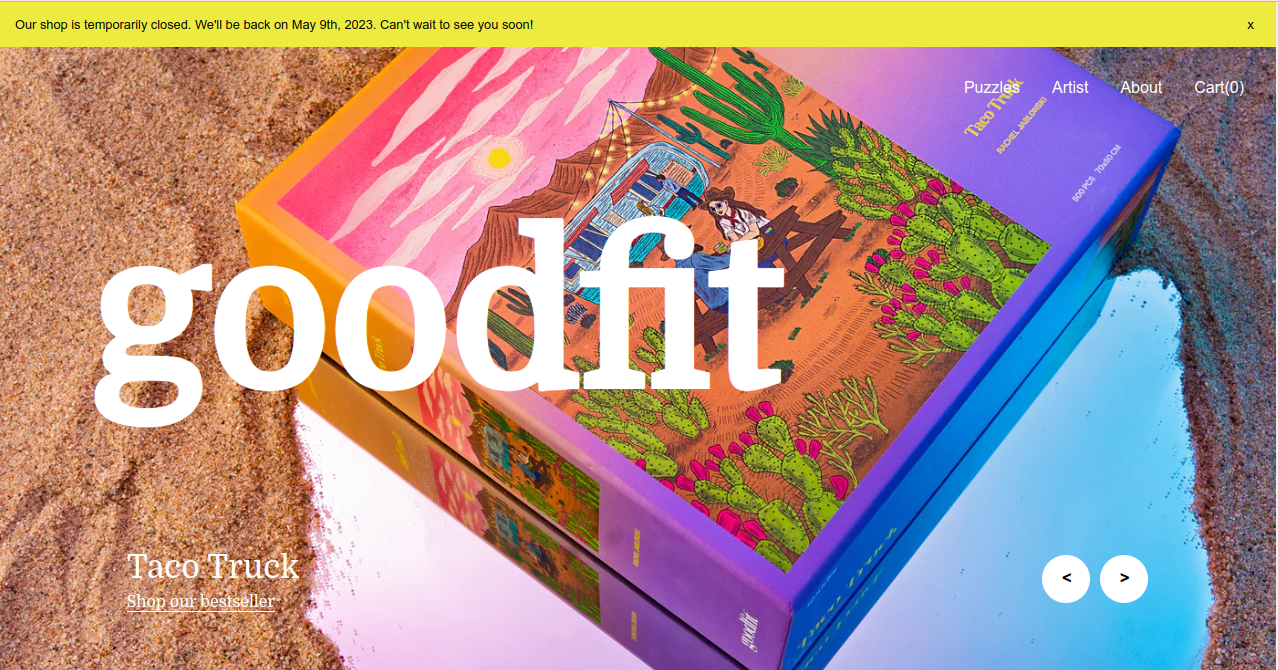 Our shop is temporarily closed. We'll be back on May 9th, 2023. Can't wait to see you soon!
x
Puzzles
Artist
About
Cart(0)
Taco Truck
RACHEL JABLONSKI
500 PCS 70x50 CM
goodfit
Taco Truck
Shop our bestseller
<
>
goodfit